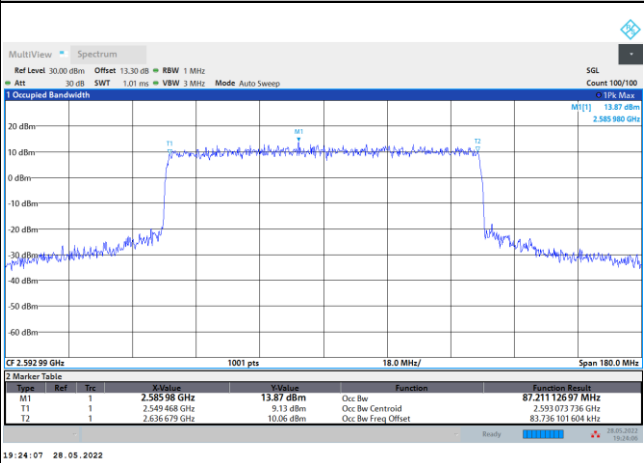 MultiView Spectrum
Ref Level 30.00 dBm Offset 13.30 dB RBW 1 MHz SGL
Att 30 dB SWT 1.01 ms VBW 3 MHz Mode Auto Sweep Count 100/100
1 Occupied Bandwidth 1Pk Max
M1[1] 13.87 dBm
2.585 980 GHz
20 dBm
M1
T1 T2
10 dBm
0 dBm
-10 dBm
-20 dBm
-30 dBm
-40 dBm
-50 dBm
-60 dBm
CF 2.592 99 GHz 1001 pts 18.0 MHz/ Span 180.0 MHz
2 Marker Table
Type Ref Trc X-Value Y-Value Function Function Result
M1 1 2.585 98 GHz 13.87 dBm Occ Bw 87.211 126 97 MHz
T1 1 2.549 468 GHz 9.13 dBm Occ Bw Centroid 2.593 073 736 GHz
T2 1 2.636 679 GHz 10.06 dBm Occ Bw Freq Offset 83.736 101 604 kHz
Ready 28.05.2022
19:24:06
19:24:07 28.05.2022